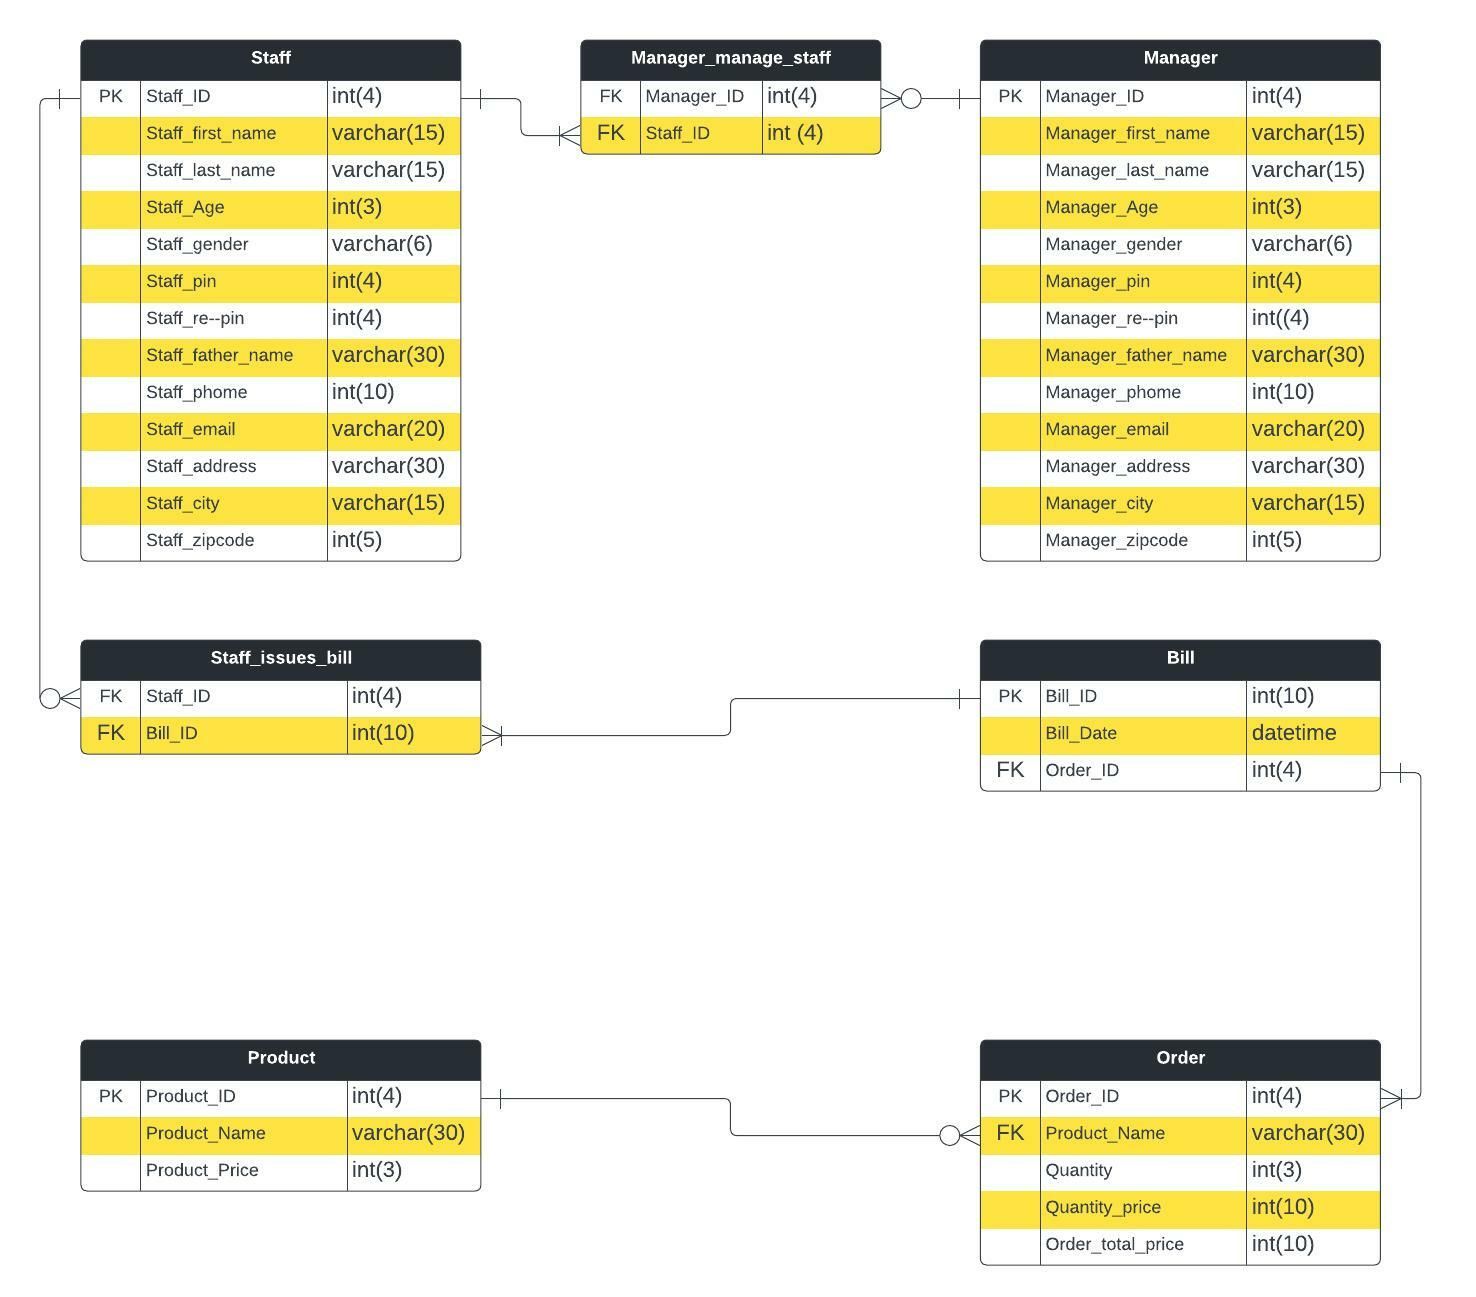 Staff
PK Staff_ID int(4)
Staff_first_name varchar(15)
Staff_last_name varchar(15)
Staff_Age int(3)
Staff_gender varchar(6)
Staff_pin int(4)
Staff_re--pin int(4)
Staff_father_name varchar(30)
Staff_phome int(10)
Staff_email varchar(20)
Staff_address varchar(30)
Staff_city varchar(15)
Staff_zipcode int(5)
Manager_manage_staff
FK Manager_ID int(4)
FK Staff_ID int (4)
Manager
PK Manager_ID int(4)
Manager_first_name varchar(15)
Manager_last_name varchar(15)
Manager_Age int(3)
Manager_gender varchar(6)
Manager_pin int(4)
Manager_re--pin int((4)
Manager_father_name varchar(30)
Manager_phome int(10)
Manager_email varchar(20)
Manager_address varchar(30)
Manager_city varchar(15)
Manager_zipcode int(5)
Staff_issues_bill
FK Staff_ID int(4)
FK Bill_ID int(10)
Bill
PK Bill_ID int(10)
Bill_Date datetime
FK Order_ID int(4)
Product
PK Product_ID int(4)
Product_Name varchar(30)
Product_Price int(3)
Order
PK Order_ID int(4)
FK Product_Name varchar(30)
Quantity int(3)
Quantity_price int(10)
Order_total_price int(10)